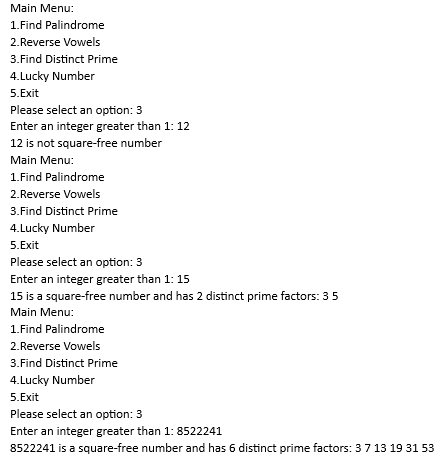 Main Menu:
1.Find Palindrome
2.Reverse Vowels
3.Find Distinct Prime
4.Lucky Number
5.Exit
Please select an option: 3
Enter an integer greater than 1: 12
12 is not square-free number
Main Menu:
1.Find Palindrome
2.Reverse Vowels
3.Find Distinct Prime
4.Lucky Number
5.Exit
Please select an option: 3
Enter an integer greater than 1: 15
15 is a square-free number and has 2 distinct prime factors: 3 5
Main Menu:
1.Find Palindrome
2.Reverse Vowels
3.Find Distinct Prime
4.Lucky Number
5.Exit
Please select an option: 3
Enter an integer greater than 1: 8522241
8522241 is a square-free number and has 6 distinct prime factors: 3 7 13 19 31 53